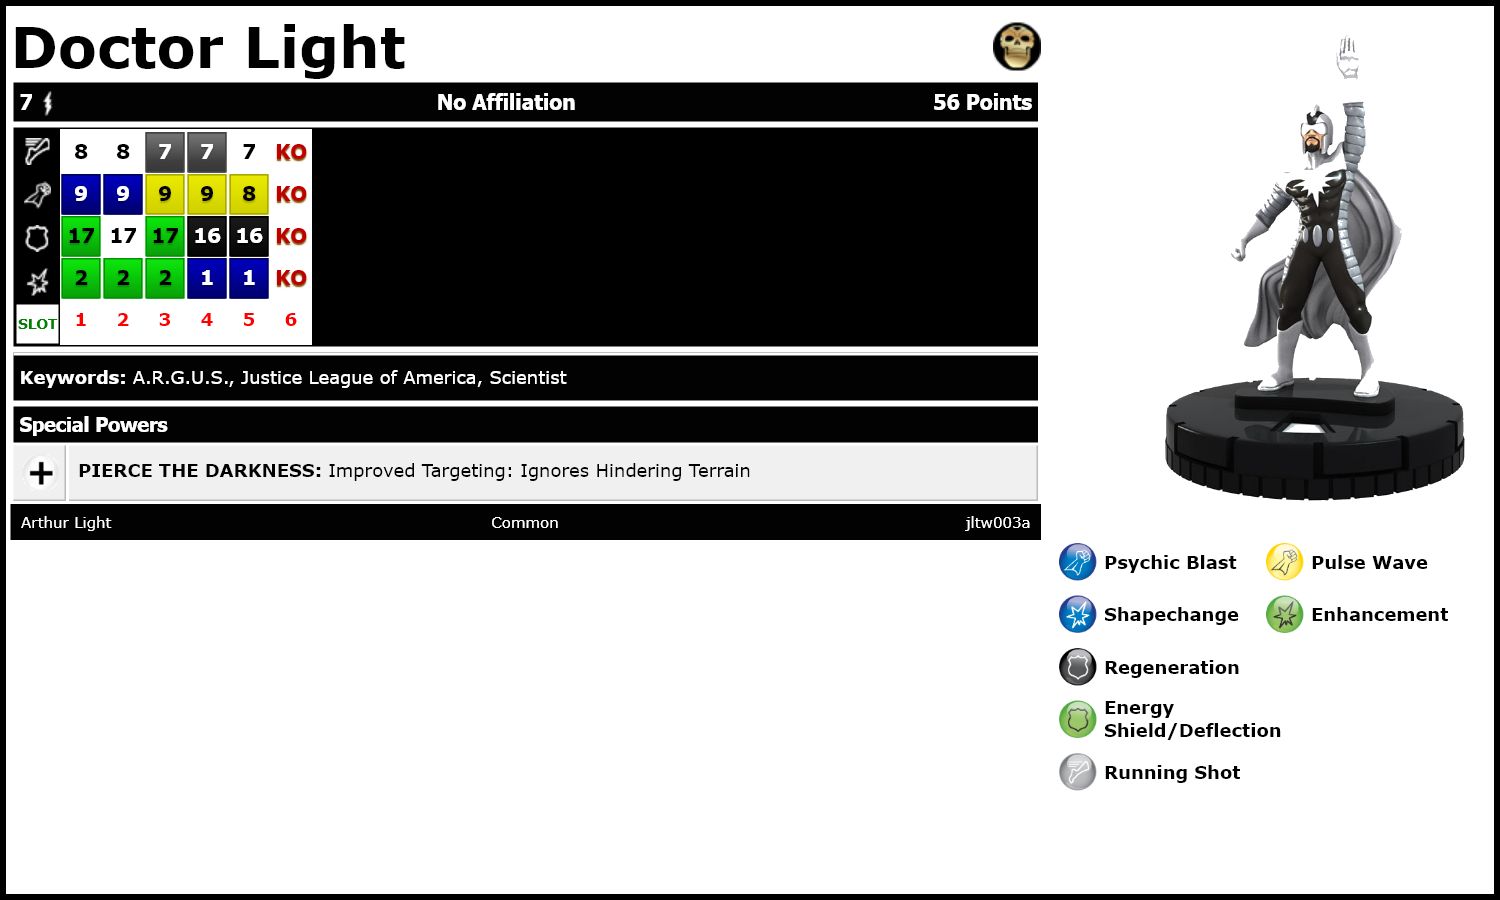 Doctor Light
7 No Affiliation 56 Points
8 8 7 7 7 KO
9 9 9 9 8 KO
17 17 17 16 16 KO
2 2 2 1 1 KO
SLOT 1 2 3 4 5 6
Keywords: A.R.G.U.S., Justice League of America, Scientist
Special Powers
PIERCE THE DARKNESS: Improved Targeting: Ignores Hindering Terrain
Arthur Light Common jltw003a
Psychic Blast Pulse Wave
Shapechange Enhancement
Regeneration
Energy
Shield/Deflection
Running Shot